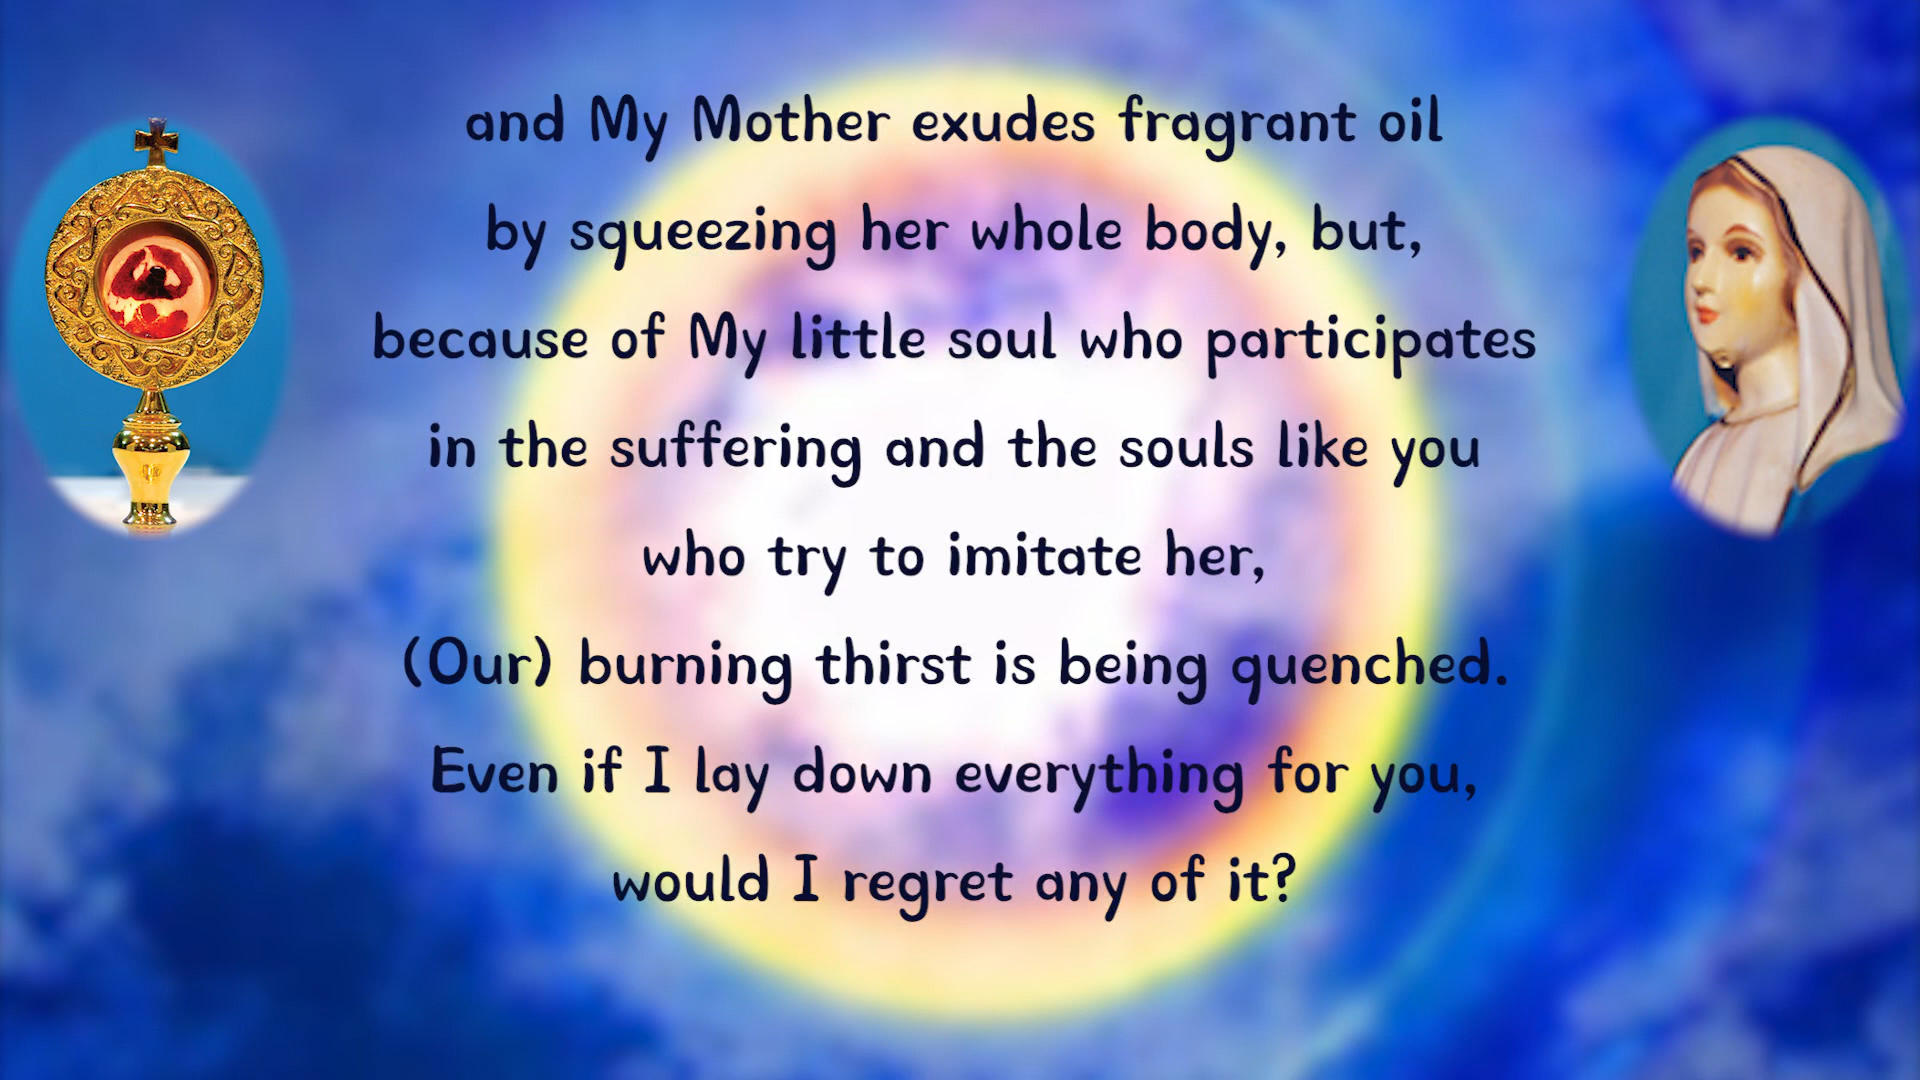 and My Mother exudes fragrant oil
by squeezing her whole body, but,
because of My little soul who participates
in the suffering and the souls like you
who try to imitate her,
(Our) burning thirst is being quenched.
Even if I lay down everything for you,
would I regret any of it?